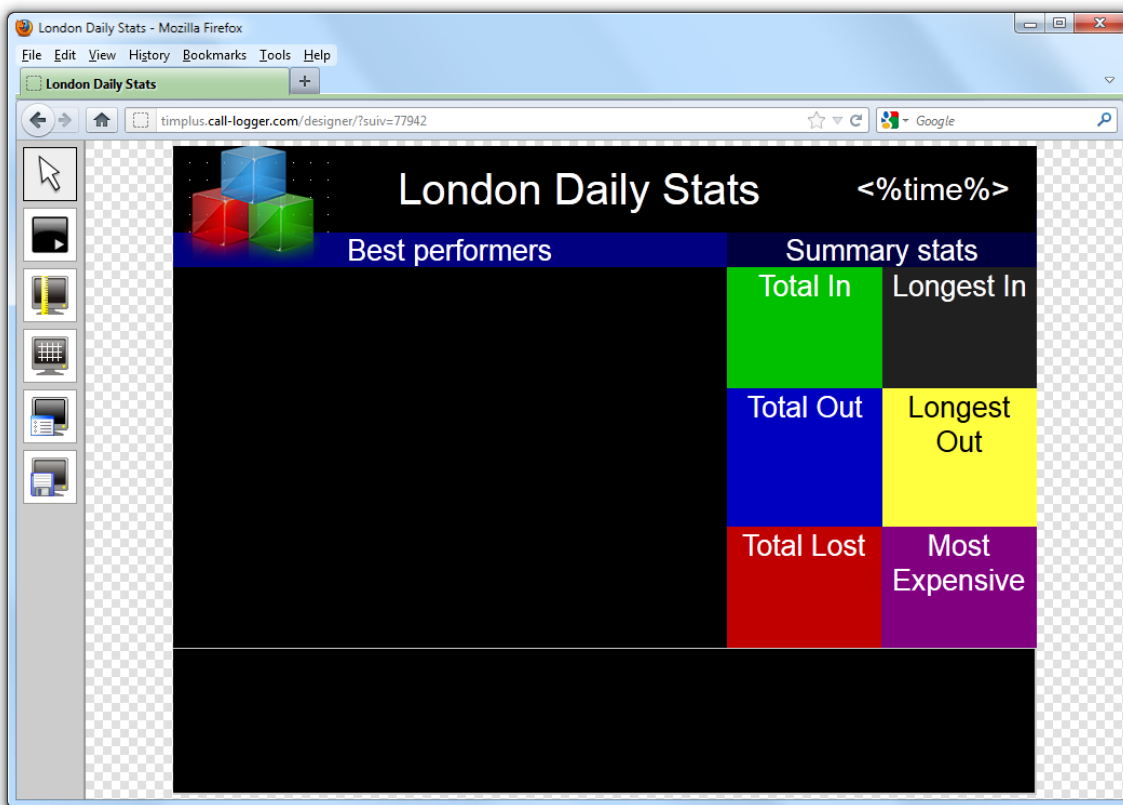 London Daily Stats - Mozilla Firefox
File Edit View History Bookmarks Tools Help
London Daily Stats
timplus.call-logger.com/designer/?suiv=77942
Google
London Daily Stats
<%time%>
Best performers
Summary stats
Total In
Longest In
Total Out
Longest
Out
Total Lost
Most
Expensive